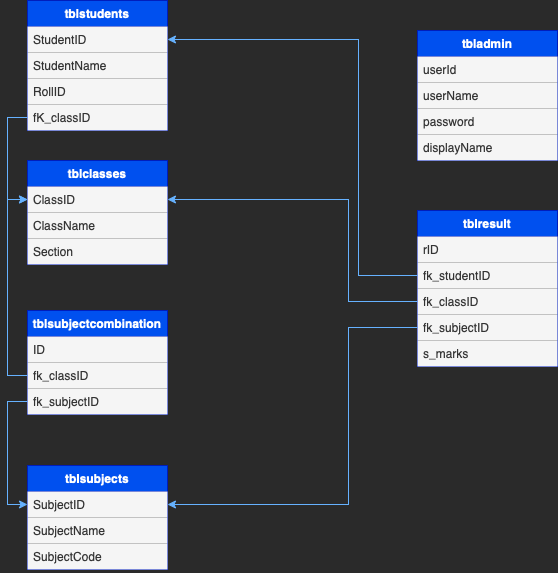 tblstudents
StudentID
StudentName
RollID
fK_classID
tblclasses
ClassID
ClassName
Section
tblsubjectcombination
ID
fk_classID
fk_subjectID
tblsubjects
SubjectID
SubjectName
SubjectCode
tbladmin
userId
userName
password
displayName
tblresult
rID
fk_studentID
fk_classID
fk_subjectID
s_marks